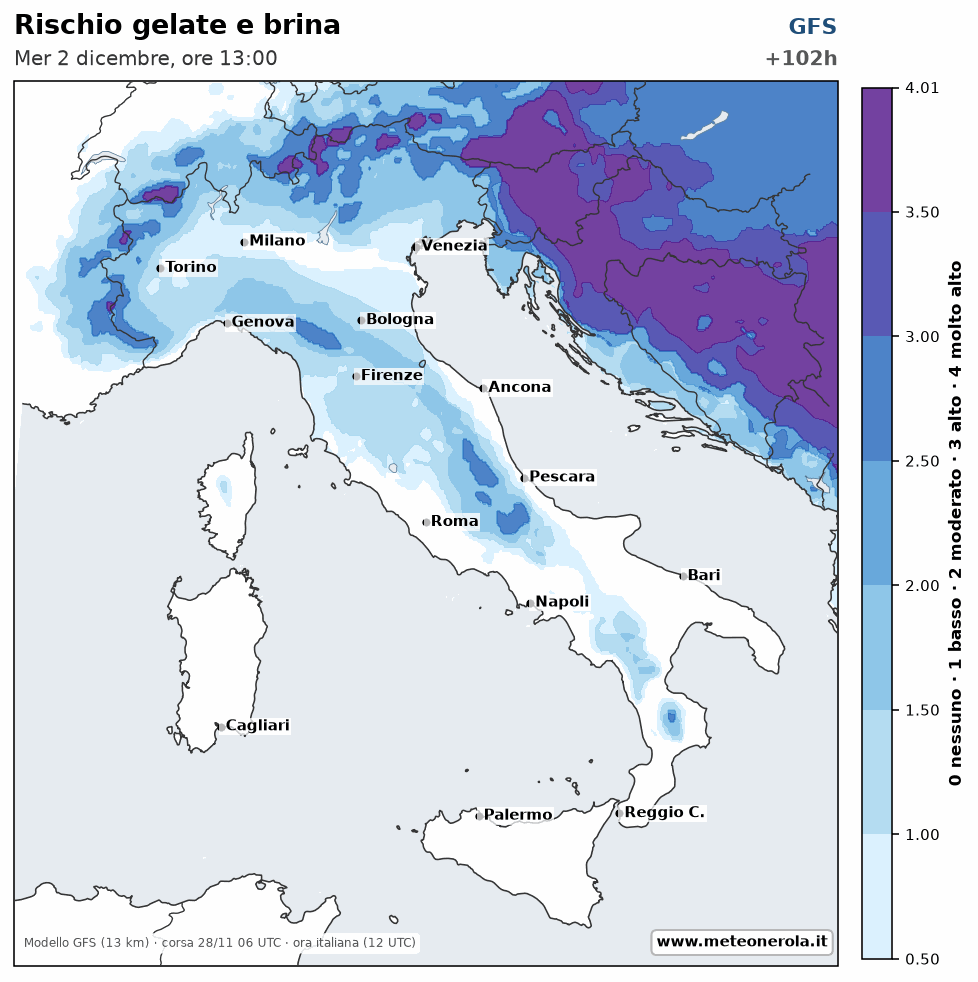 Rischio gelate e brina
GFS
Mer 2 dicembre, ore 13:00
+102h
4.01
3.50
3.00
2.50
2.00
1.50
1.00
0.50
0 nessuno · 1 basso · 2 moderato · 3 alto · 4 molto alto
Milano
Venezia
Torino
Genova
Bologna
Firenze
Ancona
Pescara
Roma
Bari
Napoli
Cagliari
Palermo
Reggio C.
Modello GFS (13 km) · corsa 28/11 06 UTC · ora italiana (12 UTC)
www.meteonerola.it